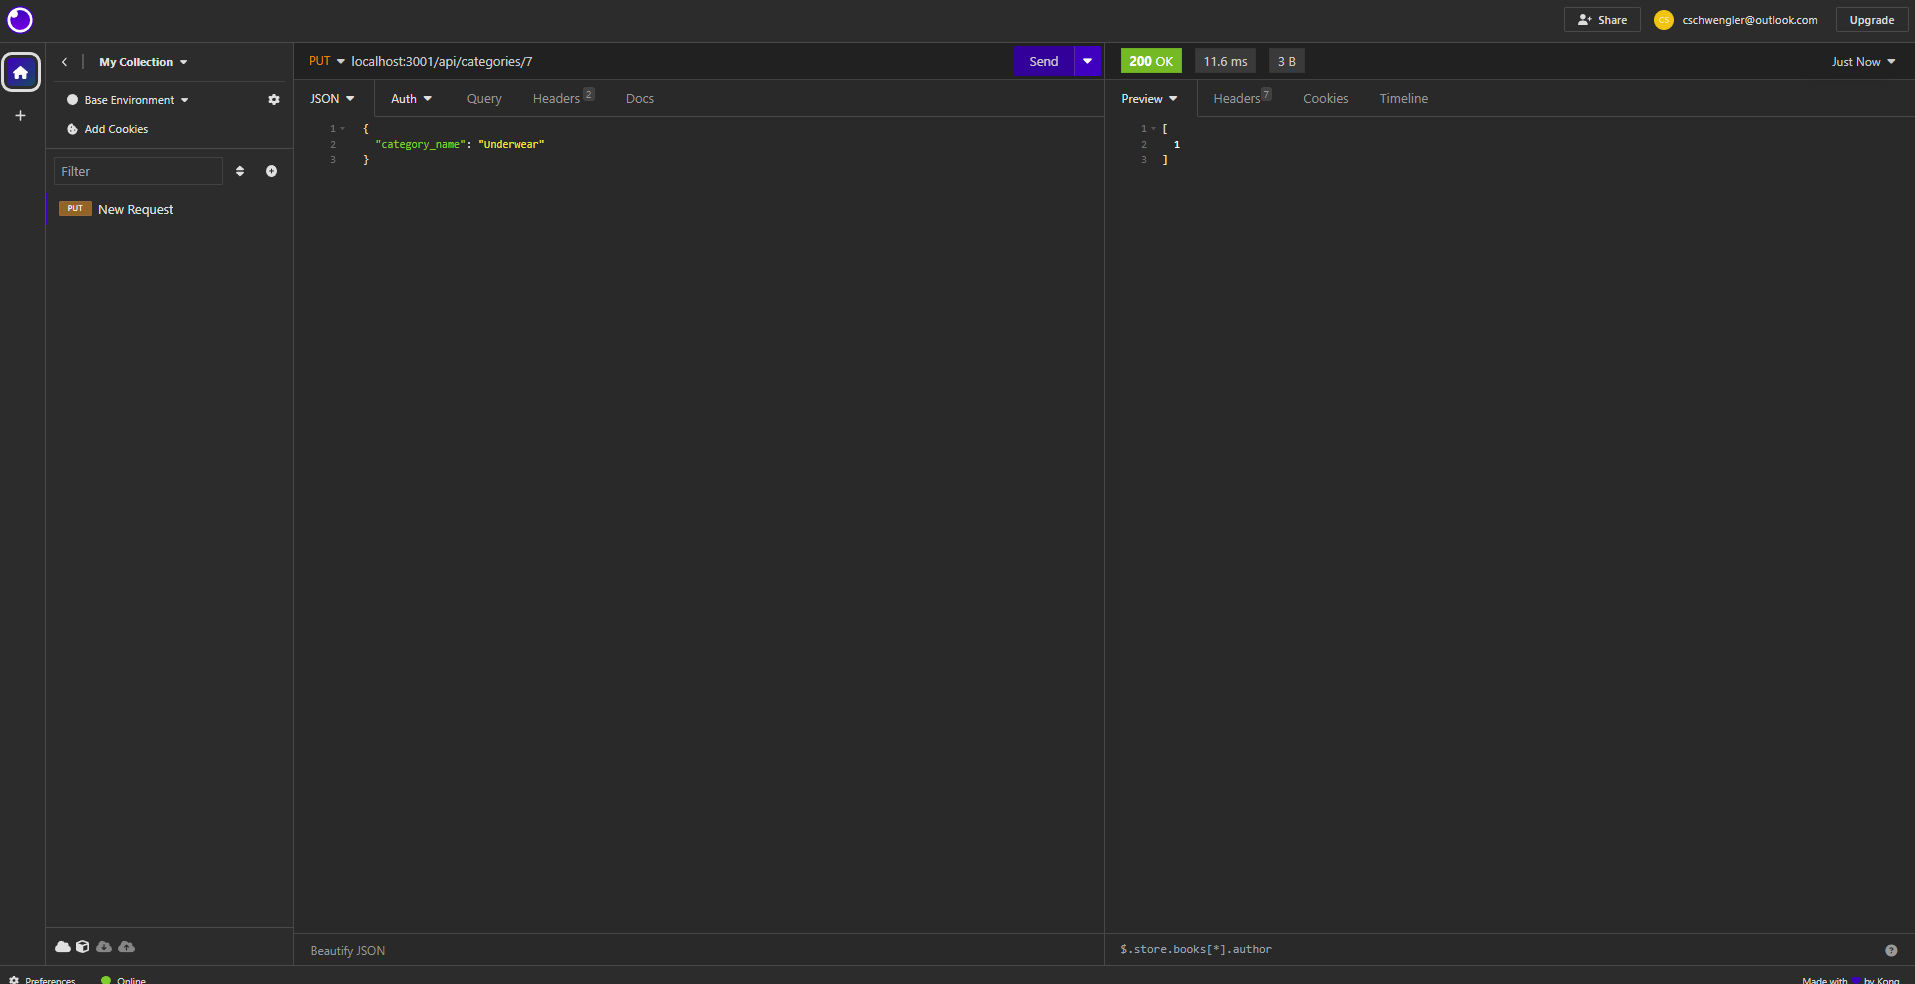 Share
CS
cschwengler@outlook.com
Upgrade
My Collection
Base Environment
Add Cookies
Filter
PUT New Request
PUT localhost:3001/api/categories/7
Send
JSON Auth Query Headers 2 Docs
1 {
2 "category_name": "Underwear"
3 }
Beautify JSON
200 OK 11.6 ms 3 B
Just Now
Preview Headers 7 Cookies Timeline
1 [
2 1
3 ]
$.store.books[*].author
?
Preferences
Online
Made with by Kong